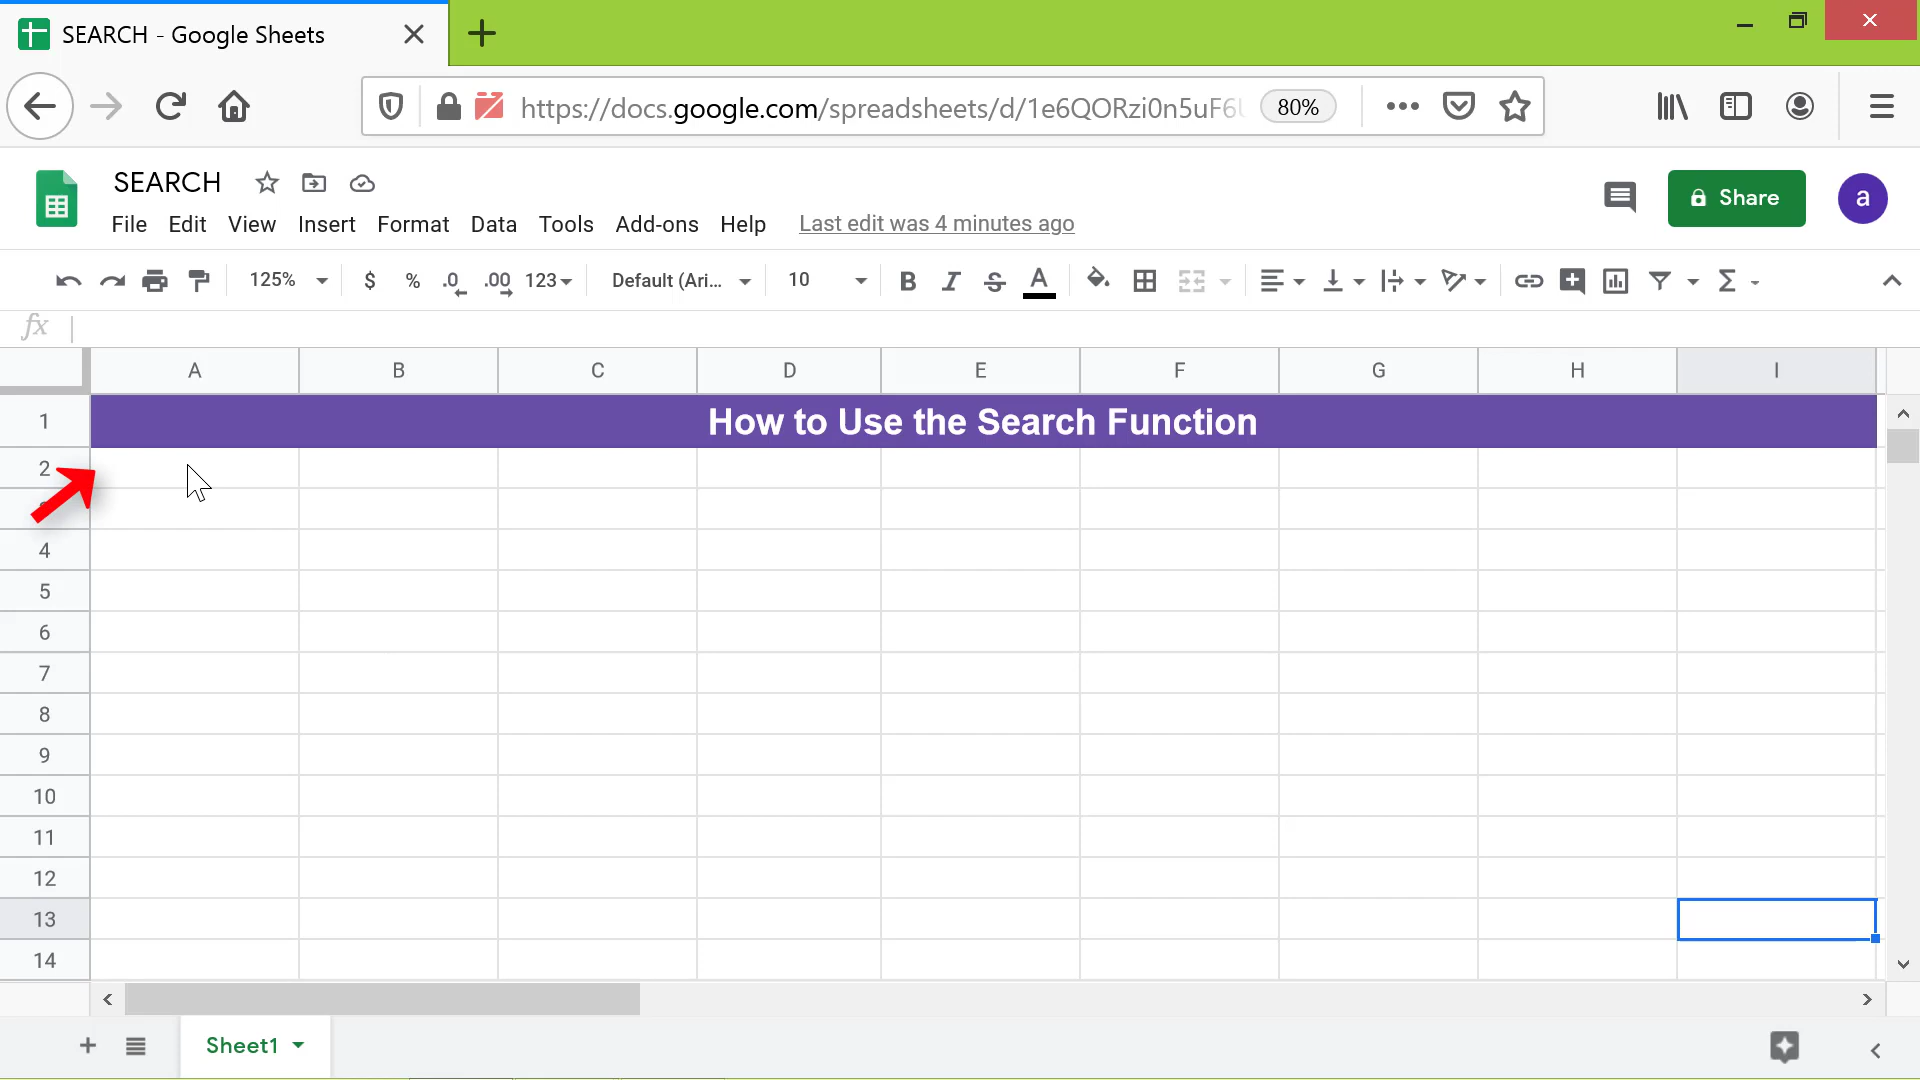 SEARCH - Google Sheets
https://docs.google.com/spreadsheets/d/1e6QORzi0n5uF6
80%
SEARCH
File Edit View Insert Format Data Tools Add-ons Help Last edit was 4 minutes ago
Share
a
125% $ % .0 .00 123 Default (Ari... 10 B I S A Σ
fx
A B C D E F G H I
1 How to Use the Search Function
2
4
5
6
7
8
9
10
11
12
13
14
Sheet1